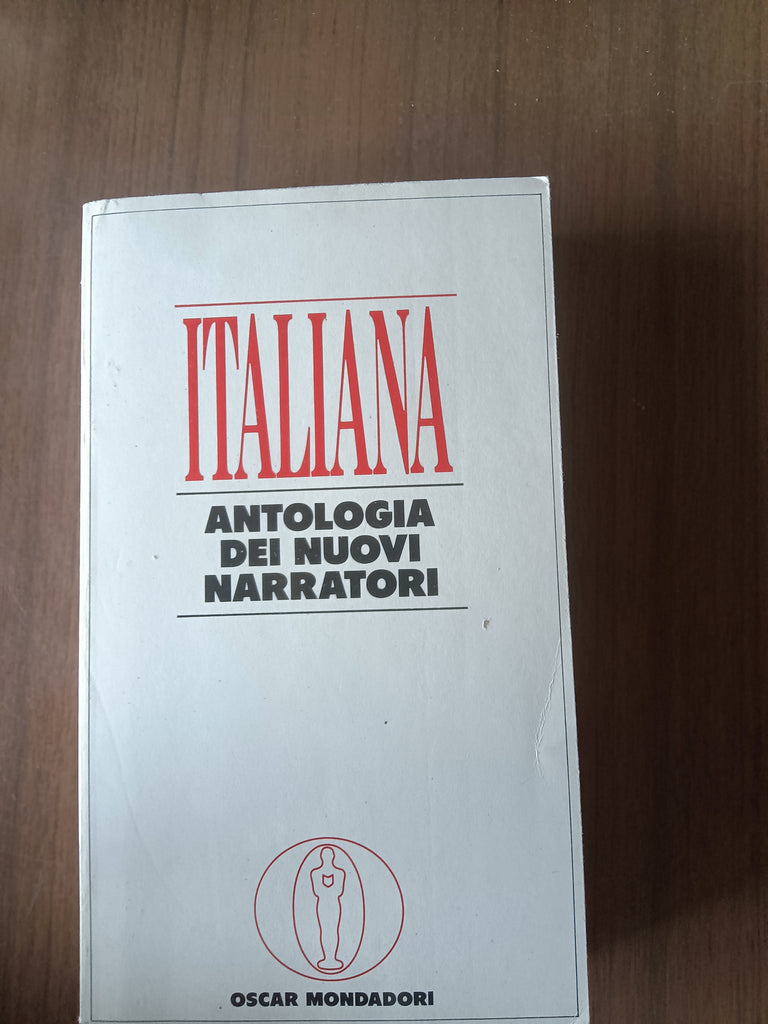 ITALIANA
ANTOLOGIA
DEI NUOVI
NARRATORI
OSCAR MONDADORI